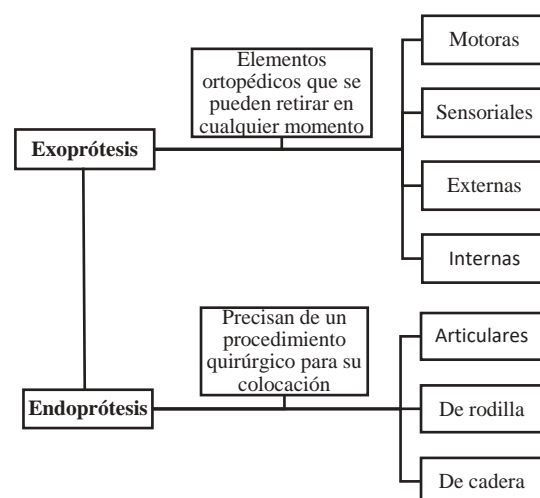 Exoprótesis
Elementos
ortopédicos que se
pueden retirar en
cualquier momento
Motoras
Sensoriales
Externas
Internas
Endoprótesis
Precisan de un
procedimiento
quirúrgico para su
colocación
Articulares
De rodilla
De cadera